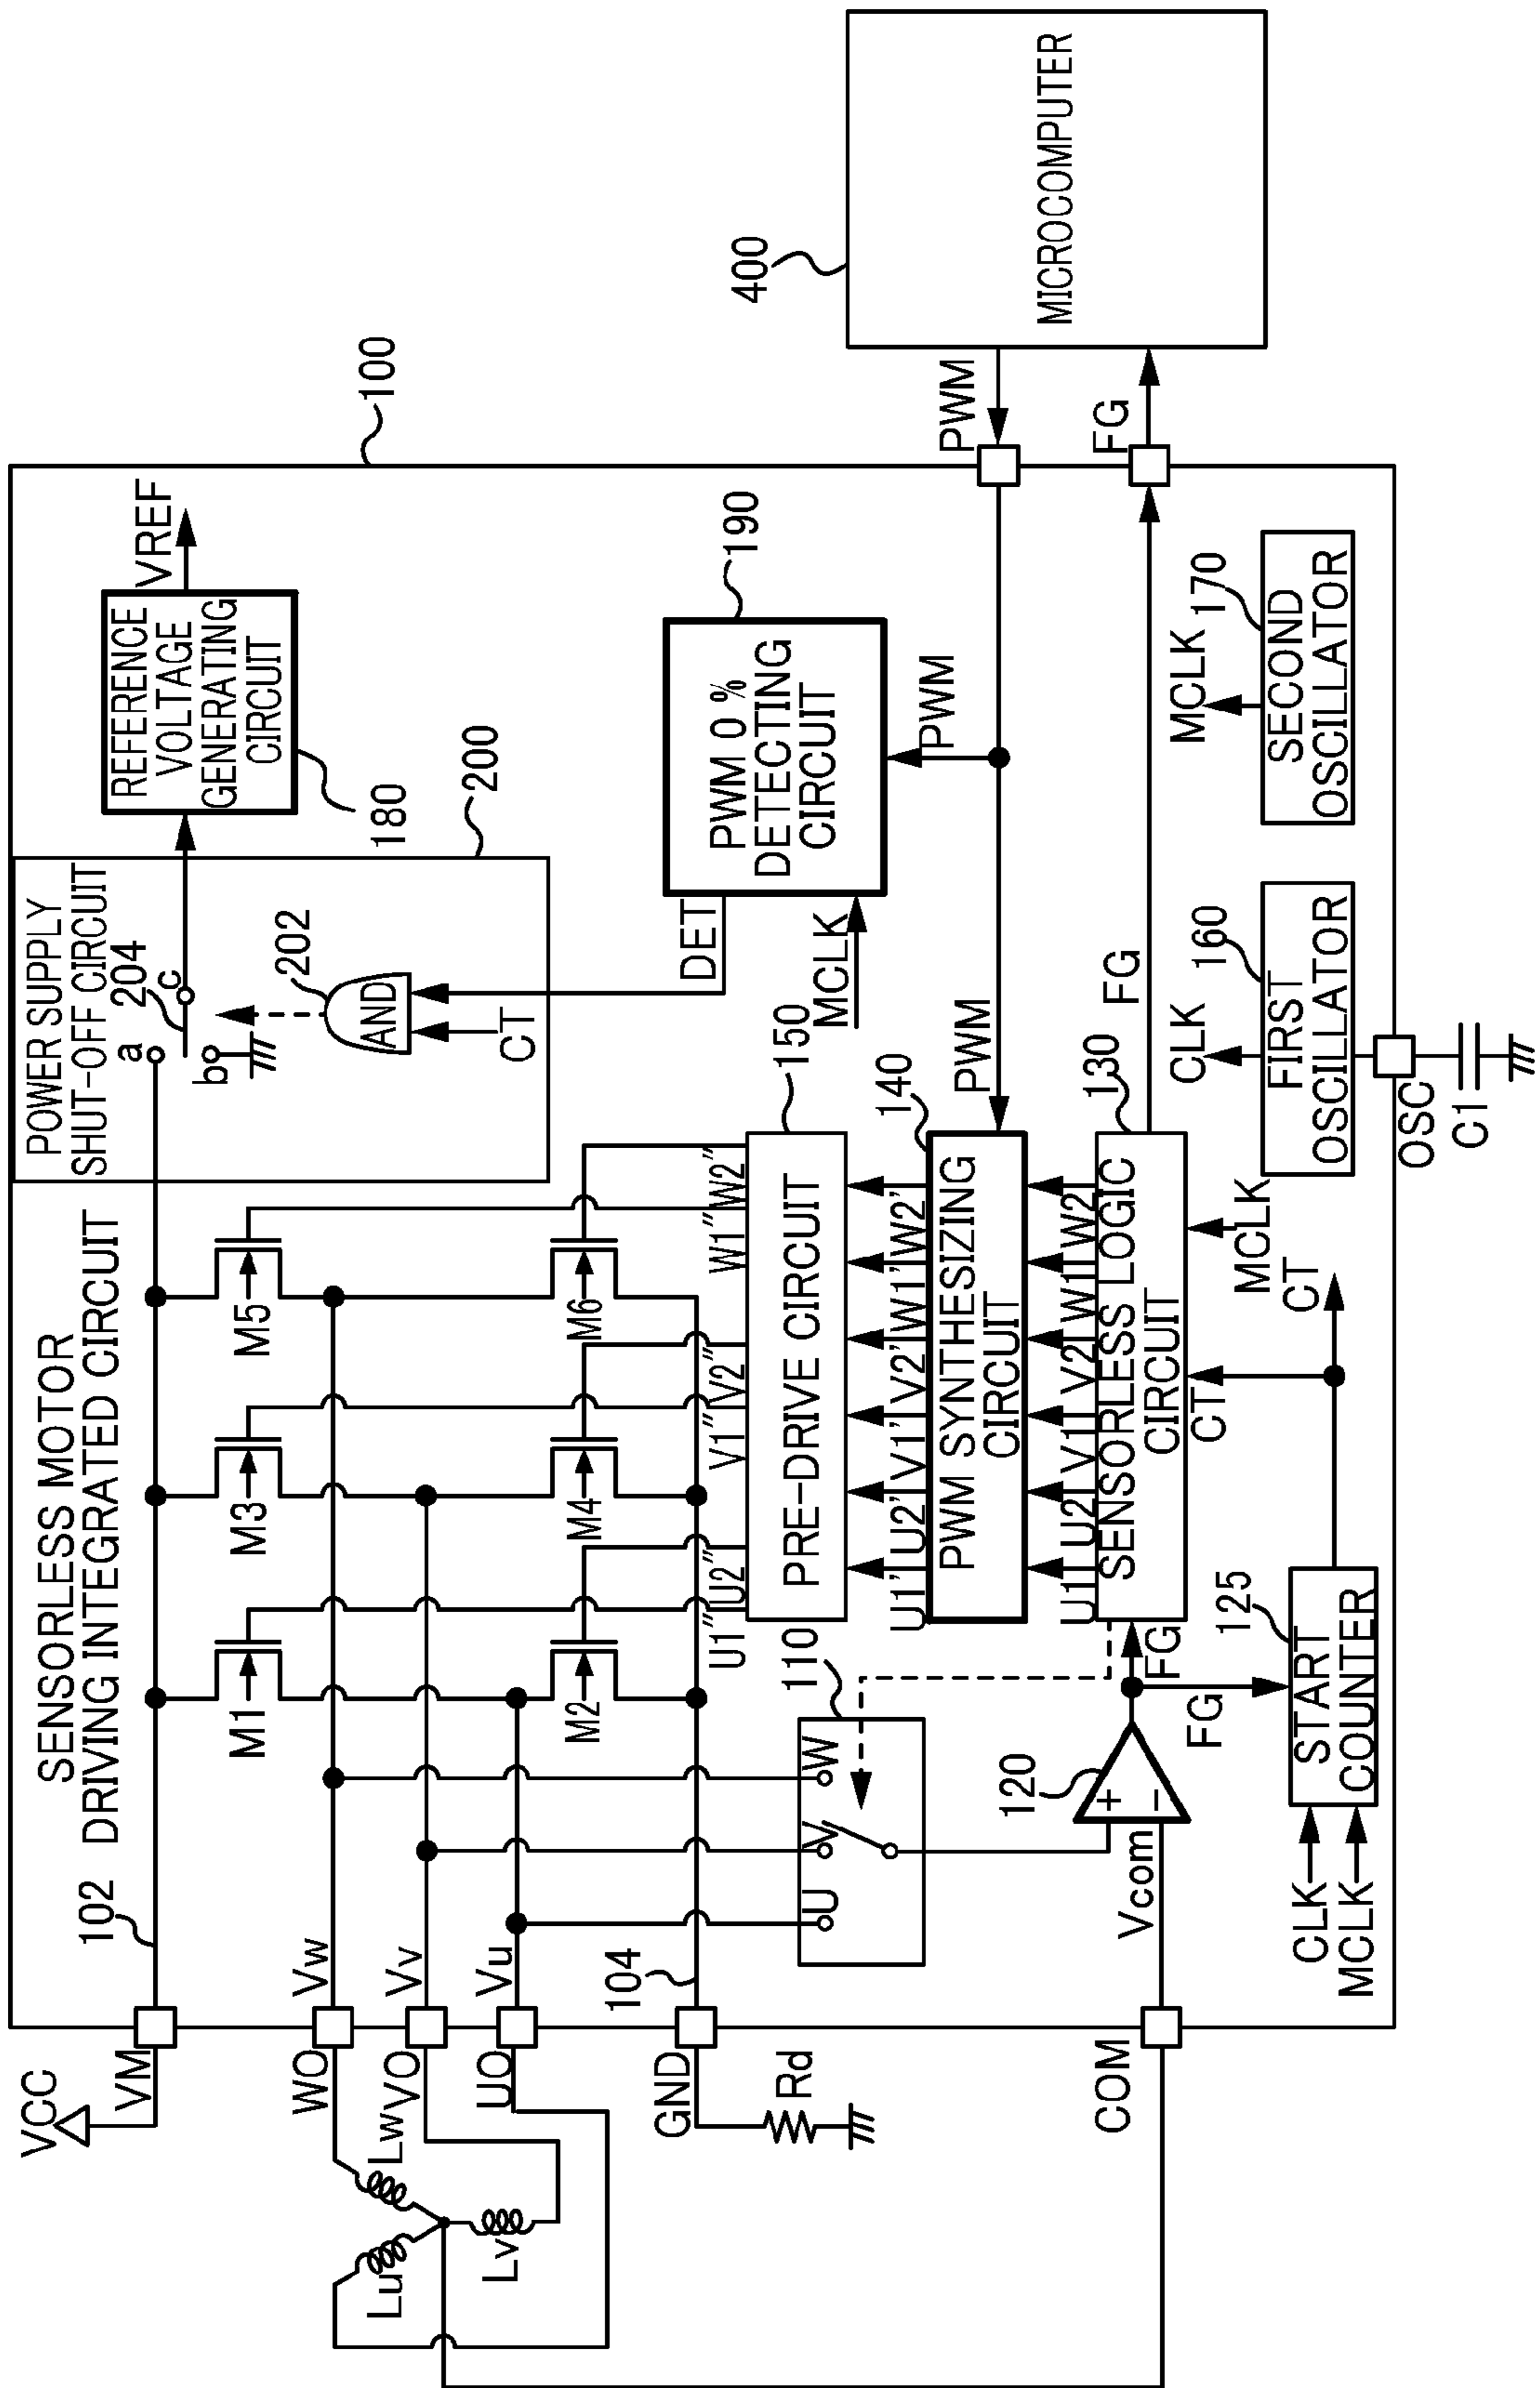 SENSORLESS MOTOR
DRIVING INTEGRATED CIRCUIT
100
102
VCC
VM
POWER SUPPLY
SHUT-OFF CIRCUIT
204
a
b
c
202
AND
CT
200
REFERENCE
VOLTAGE
GENERATING
CIRCUIT
180
VREF
M1
M3
M5
M2
M4
M6
WO
Vw
VO
Vv
UO
Vu
Lu
Lw
Lv
GND
104
Rd
U1"
U2"
V1"
V2"
W1"
W2"
PRE-DRIVE CIRCUIT
150
U1'
U2'
V1'
V2'
W1'
W2'
PWM SYNTHESIZING
CIRCUIT
140
U1
U2
V1
V2
W1
W2
SENSORLESS LOGIC
CIRCUIT
130
DET
MCLK
PWM 0 %
DETECTING
CIRCUIT
190
PWM
PWM
PWM
400
MICROCOMPUTER
FG
FG
110
U
V
W
120
+
−
Vcom
COM
FG
FG
CLK
MCLK
START
COUNTER
125
CT
CT
MCLK
CLK
FIRST
OSCILLATOR
160
OSC
C1
MCLK
SECOND
OSCILLATOR
170